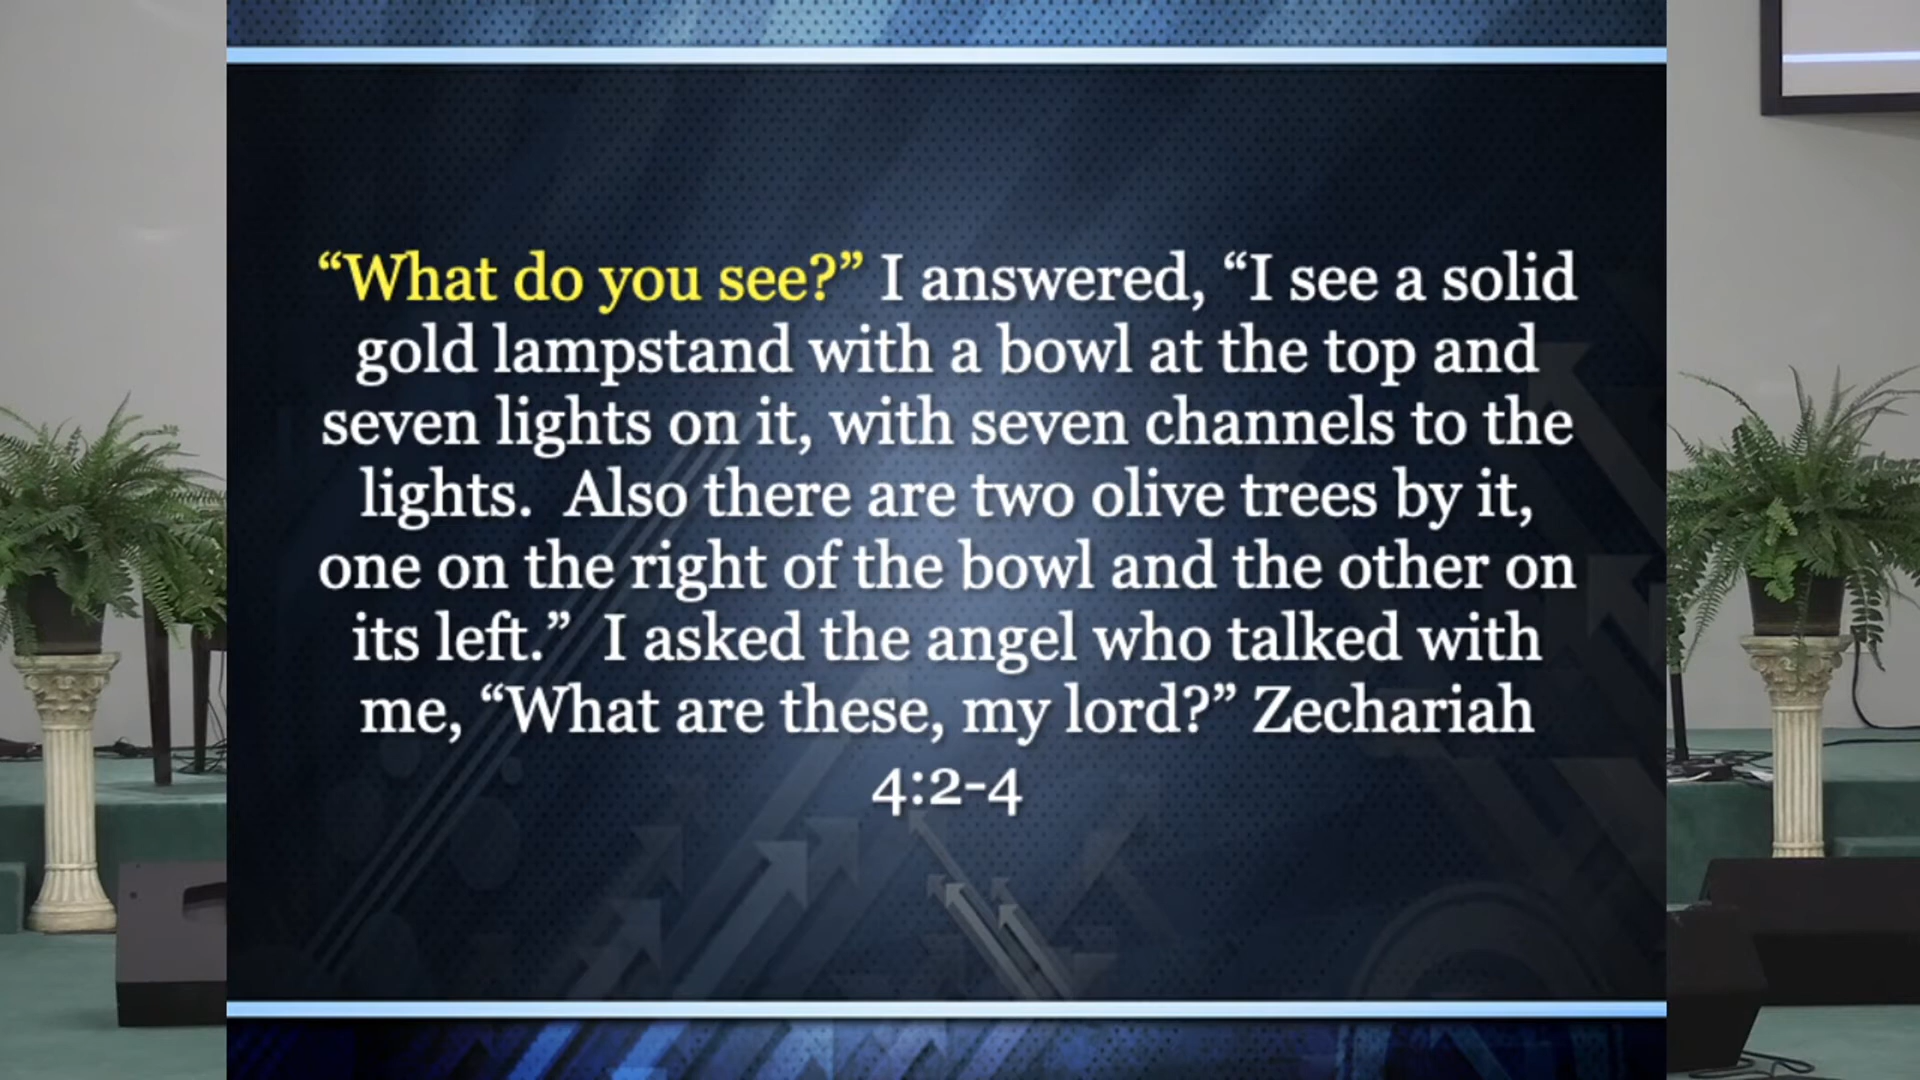 “What do you see?” I answered, “I see a solid
gold lampstand with a bowl at the top and
seven lights on it, with seven channels to the
lights.  Also there are two olive trees by it,
one on the right of the bowl and the other on
its left.”  I asked the angel who talked with
me, “What are these, my lord?” Zechariah
4:2-4